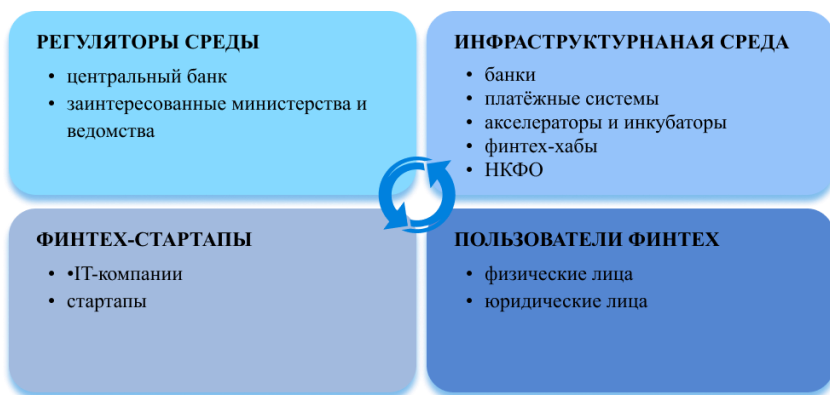 РЕГУЛЯТОРЫ СРЕДЫ
• центральный банк
• заинтересованные министерства и
ведомства
ИНФРАСТРУКТУРНАНАЯ СРЕДА
• банки
• платёжные системы
• акселераторы и инкубаторы
• финтех-хабы
• НКФО
ФИНТЕХ-СТАРТАПЫ
• •IT-компании
• стартапы
ПОЛЬЗОВАТЕЛИ ФИНТЕХ
• физические лица
• юридические лица